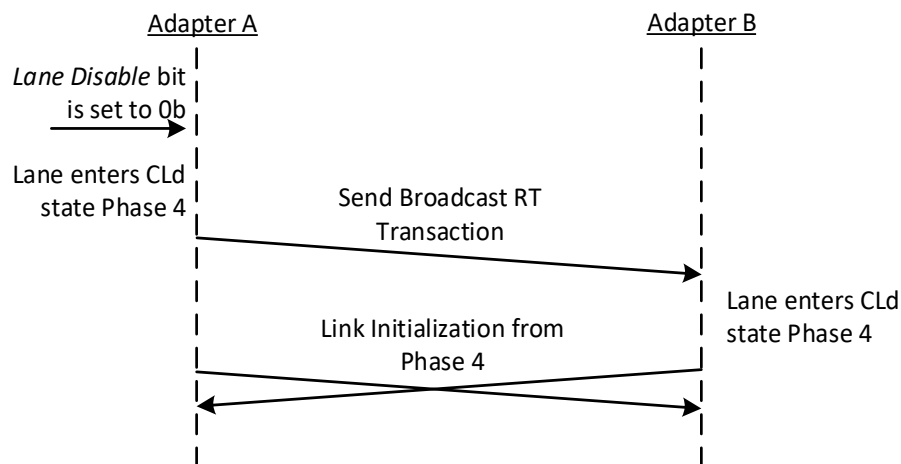 Adapter A
Adapter B
Lane Disable bit
is set to 0b
Lane enters CLd
state Phase 4
Send Broadcast RT
Transaction
Lane enters CLd
state Phase 4
Link Initialization from
Phase 4